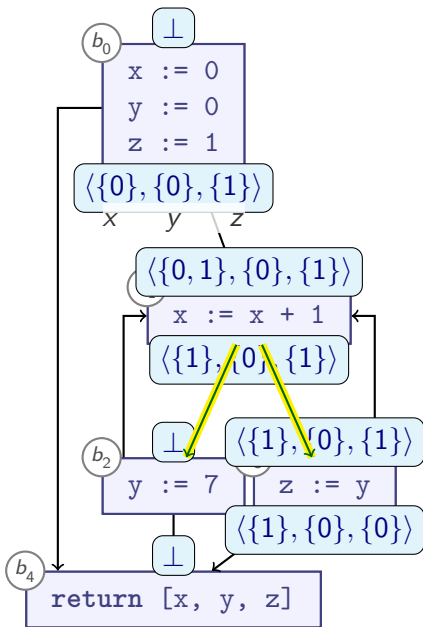 ⊥
b0
x := 0
y := 0
z := 1
⟨{0}, {0}, {1}⟩
x y z
⟨{0, 1}, {0}, {1}⟩
x := x + 1
⟨{1}, {0}, {1}⟩
⊥
⟨{1}, {0}, {1}⟩
b2
y := 7
z := y
⊥
⟨{1}, {0}, {0}⟩
b4
return [x, y, z]